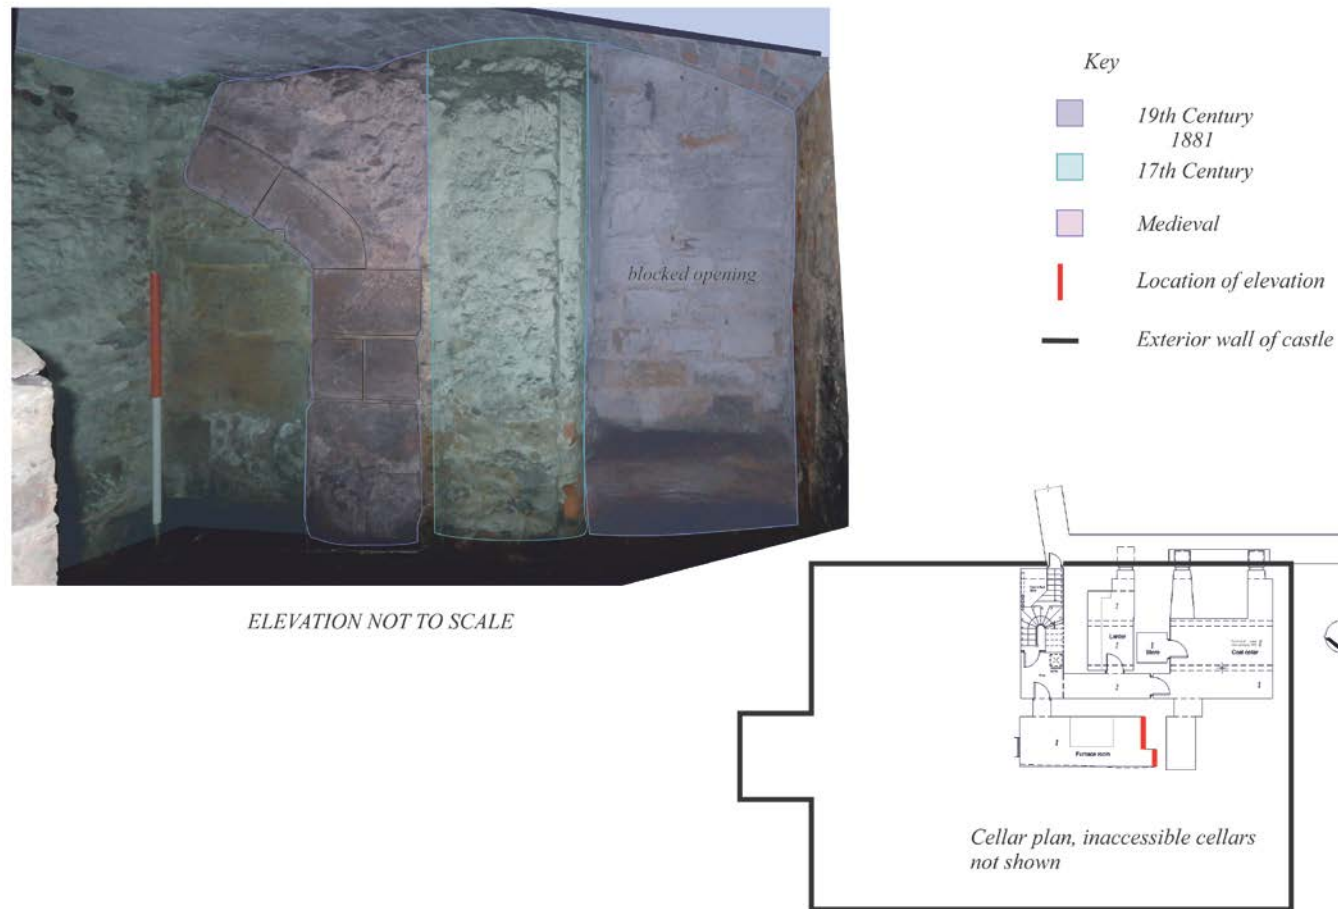 blocked opening
ELEVATION NOT TO SCALE
Key
19th Century
1881
17th Century
Medieval
Location of elevation
Exterior wall of castle
Larder
Store
Coal cellar
Furnace room
Cellar plan, inaccessible cellars
not shown